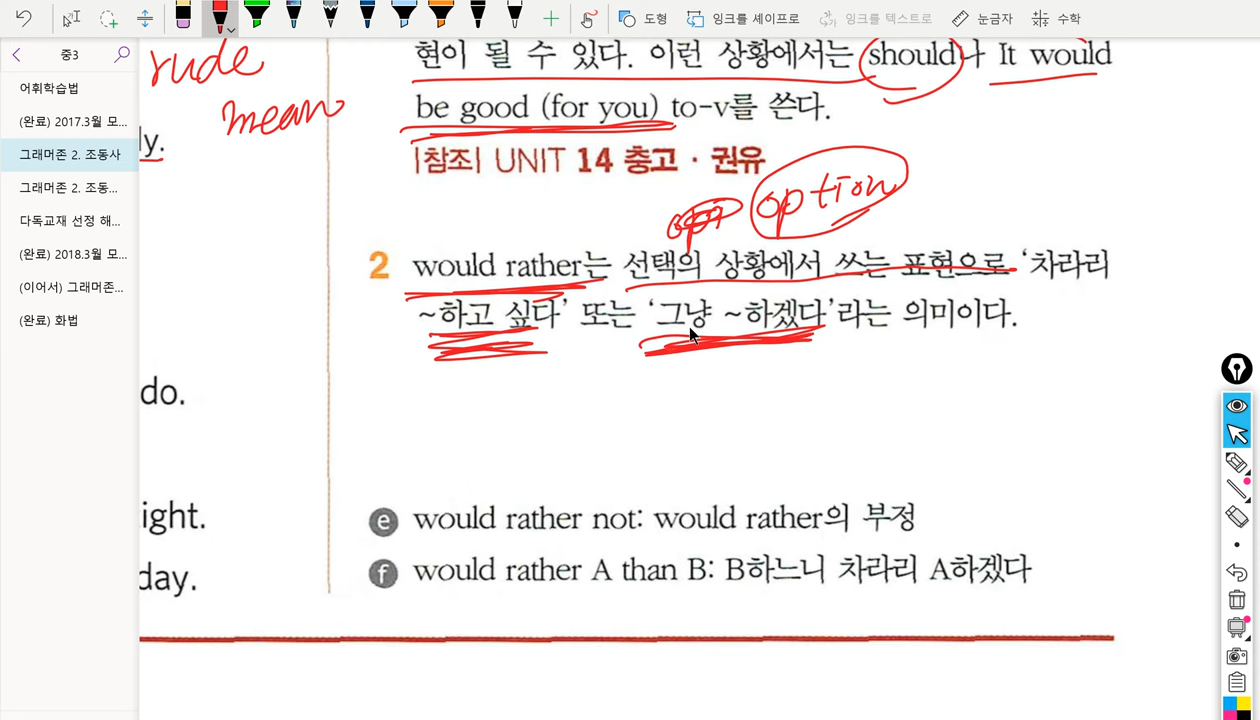 도형
잉크를 셰이프로
잉크를 텍스트로
눈금자
수학
중3
어휘학습법
(완료) 2017.3월 모...
그래머존 2. 조동사
그래머존 2. 조동...
다독교재 선정 해...
(완료) 2018.3월 모...
(이어서) 그래머존...
(완료) 화법
rude
mean
ly.
do.
ight.
day.
현이 될 수 있다. 이런 상황에서는 should나 It would
be good (for you) to-v를 쓴다.
|참조| UNIT 14 충고 · 권유
option
2 would rather는 선택의 상황에서 쓰는 표현으로 ‘차라리
~하고 싶다’ 또는 ‘그냥 ~하겠다’라는 의미이다.
e would rather not: would rather의 부정
f would rather A than B: B하느니 차라리 A하겠다